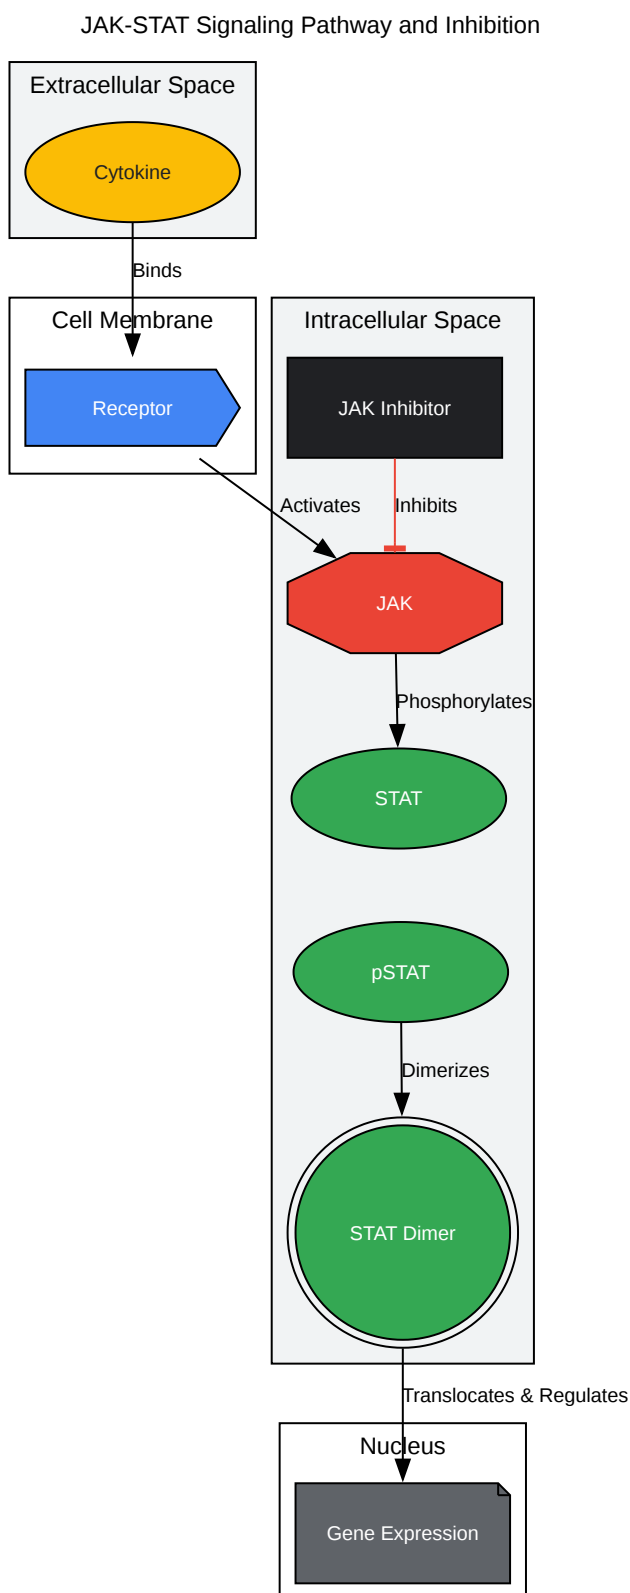 JAK-STAT Signaling Pathway and Inhibition
Extracellular Space
Cytokine
Binds
Cell Membrane
Receptor
Intracellular Space
JAK Inhibitor
Activates
Inhibits
JAK
Phosphorylates
STAT
pSTAT
Dimerizes
STAT Dimer
Translocates & Regulates
Nucleus
Gene Expression